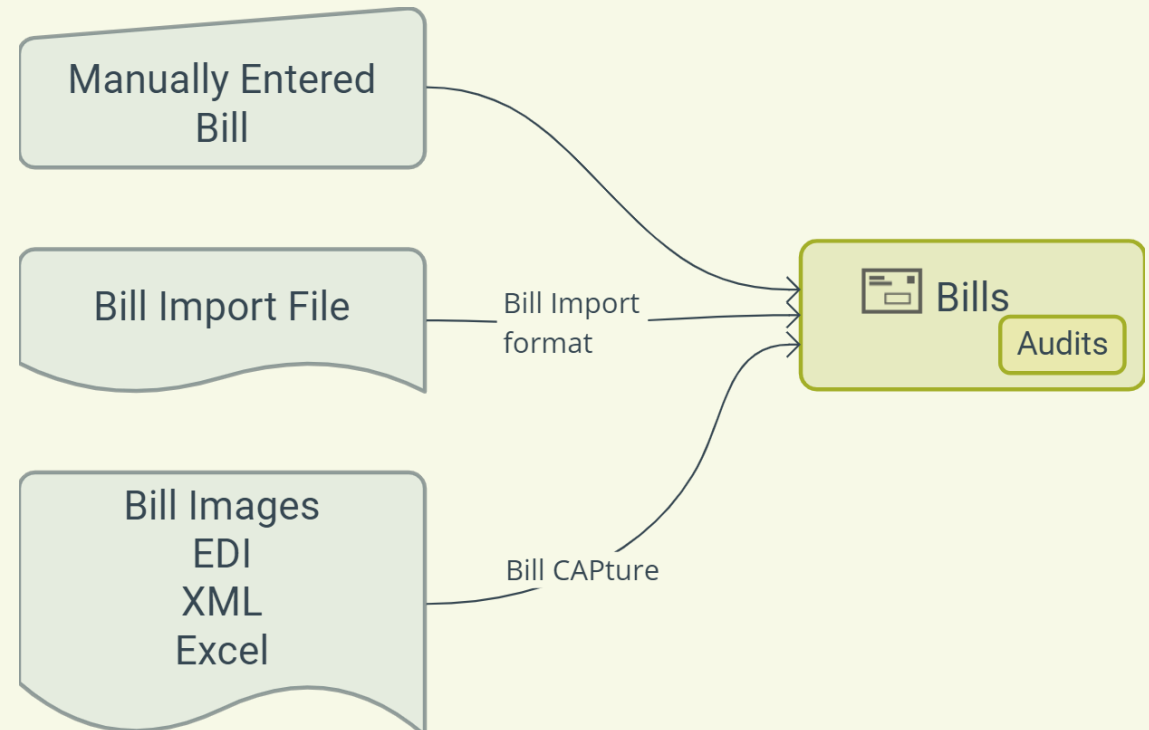 Manually Entered
Bill
Bill Import File
Bill Import
format
Bills
Audits
Bill Images
EDI
XML
Excel
Bill CAPture